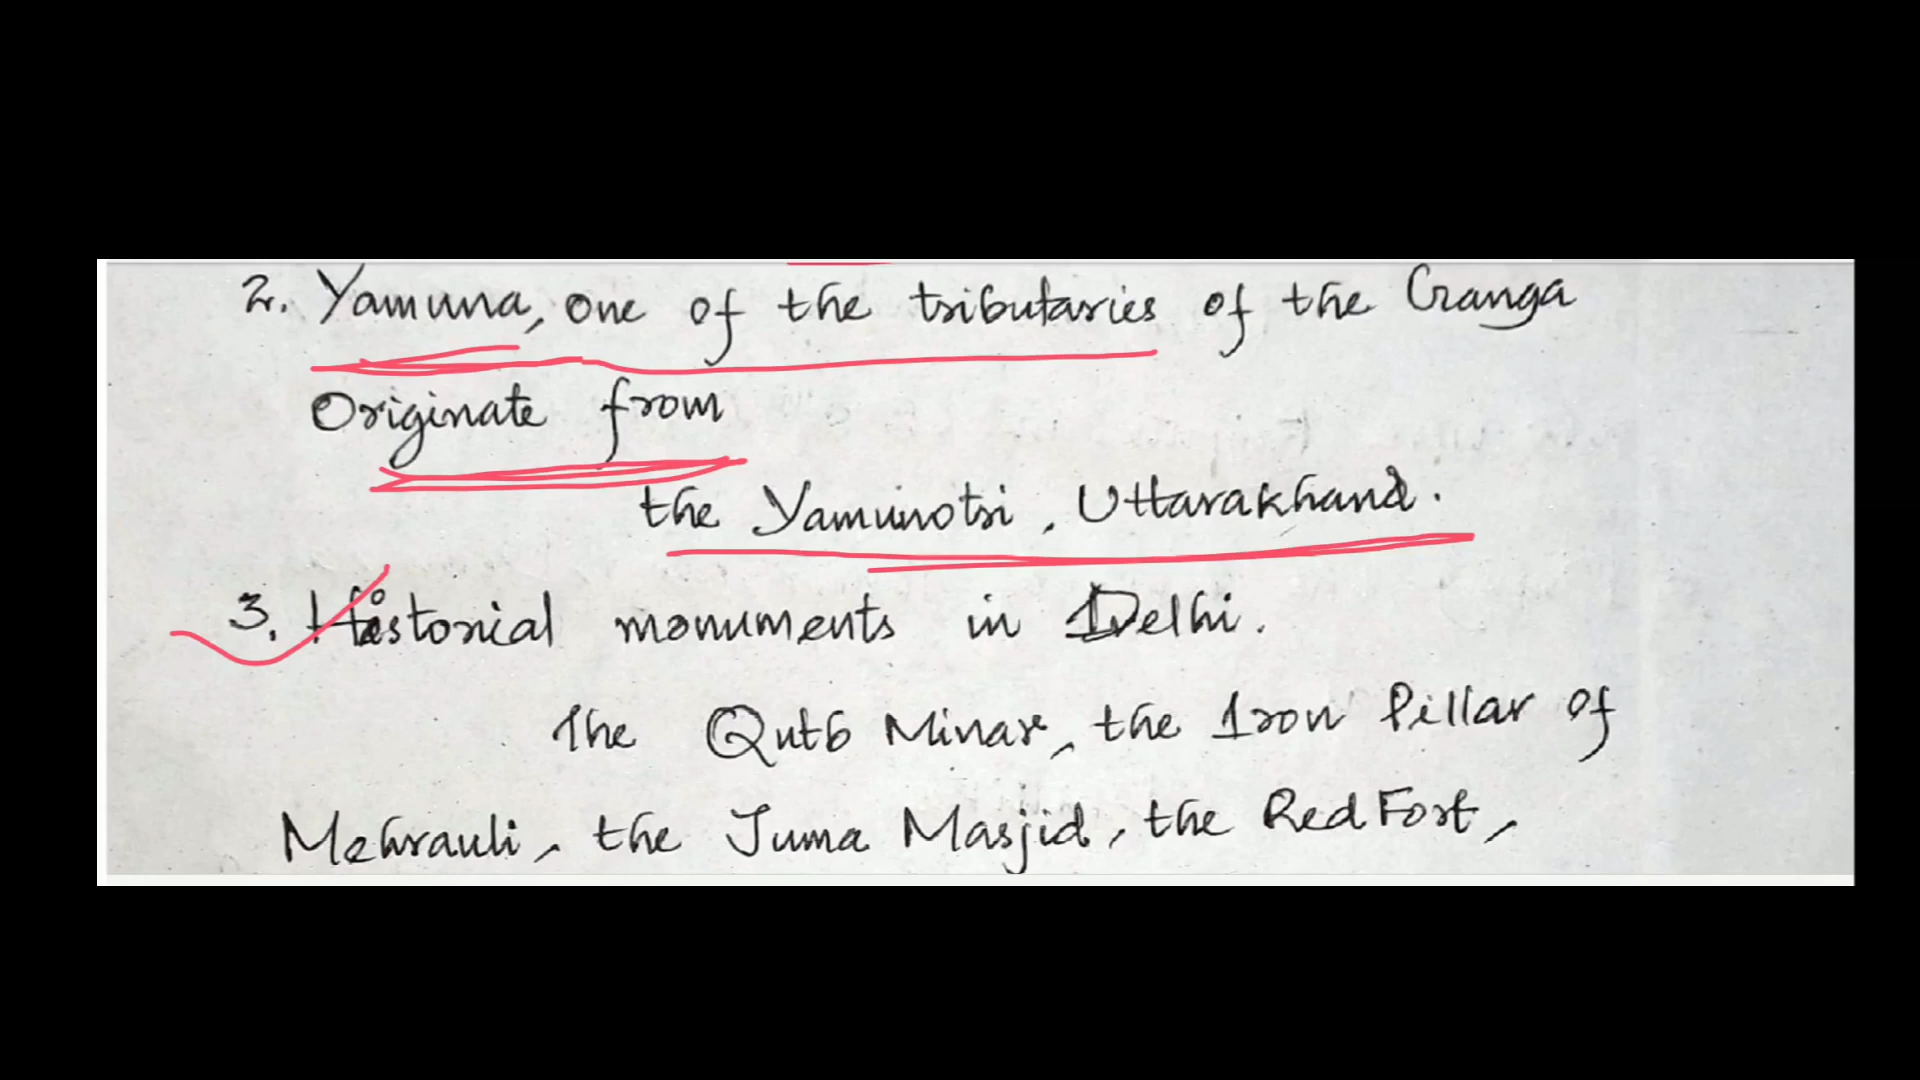 2. Yamuna, one of the tributaries of the Ganga
Originate from
the Yamunotri, Uttarakhand.
3. Historial monuments in Delhi.
The Qutb Minar, the Iron Pillar of
Mehrauli, the Juma Masjid, the Red Fort,